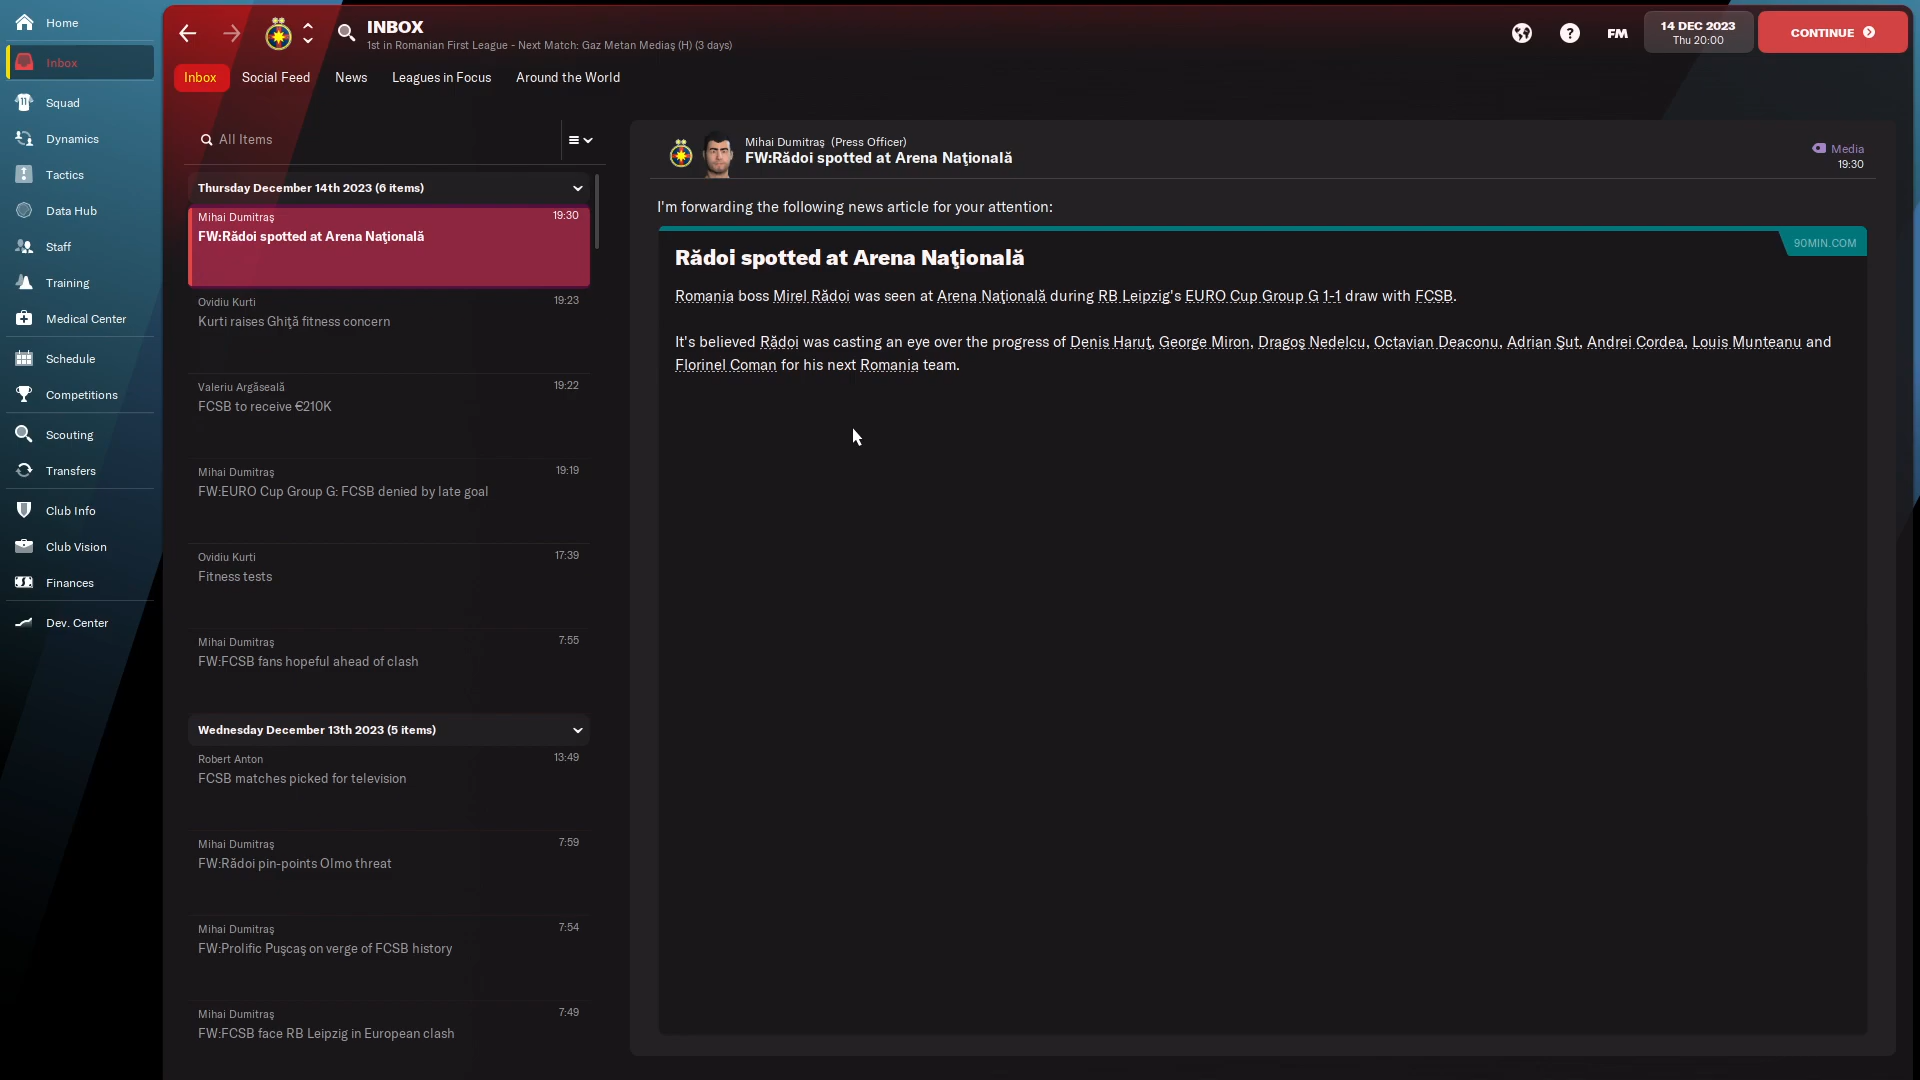 Home
Inbox
Squad
Dynamics
Tactics
Data Hub
Staff
Training
Medical Center
Schedule
Competitions
Scouting
Transfers
Club Info
Club Vision
Finances
Dev. Center
INBOX
1st in Romanian First League - Next Match: Gaz Metan Mediaş (H) (3 days)
FM
14 DEC 2023
Thu 20:00
CONTINUE
Inbox Social Feed News Leagues in Focus Around the World
All Items
Thursday December 14th 2023 (6 items)
Mihai Dumitraş 19:30
FW:Rădoi spotted at Arena Naţională
Ovidiu Kurti 19:23
Kurti raises Ghiţă fitness concern
Valeriu Argăseală 19:22
FCSB to receive €210K
Mihai Dumitraş 19:19
FW:EURO Cup Group G: FCSB denied by late goal
Ovidiu Kurti 17:39
Fitness tests
Mihai Dumitraş 7:55
FW:FCSB fans hopeful ahead of clash
Wednesday December 13th 2023 (5 items)
Robert Anton 13:49
FCSB matches picked for television
Mihai Dumitraş 7:59
FW:Rădoi pin-points Olmo threat
Mihai Dumitraş 7:54
FW:Prolific Puşcaş on verge of FCSB history
Mihai Dumitraş 7:49
FW:FCSB face RB Leipzig in European clash
Mihai Dumitraş (Press Officer)
FW:Rădoi spotted at Arena Naţională
Media
19:30
I'm forwarding the following news article for your attention:
90MIN.COM
Rădoi spotted at Arena Naţională
Romania boss Mirel Rădoi was seen at Arena Naţională during RB Leipzig's EURO Cup Group G 1-1 draw with FCSB.
It's believed Rădoi was casting an eye over the progress of Denis Haruţ, George Miron, Dragoş Nedelcu, Octavian Deaconu, Adrian Şut, Andrei Cordea, Louis Munteanu and
Florinel Coman for his next Romania team.